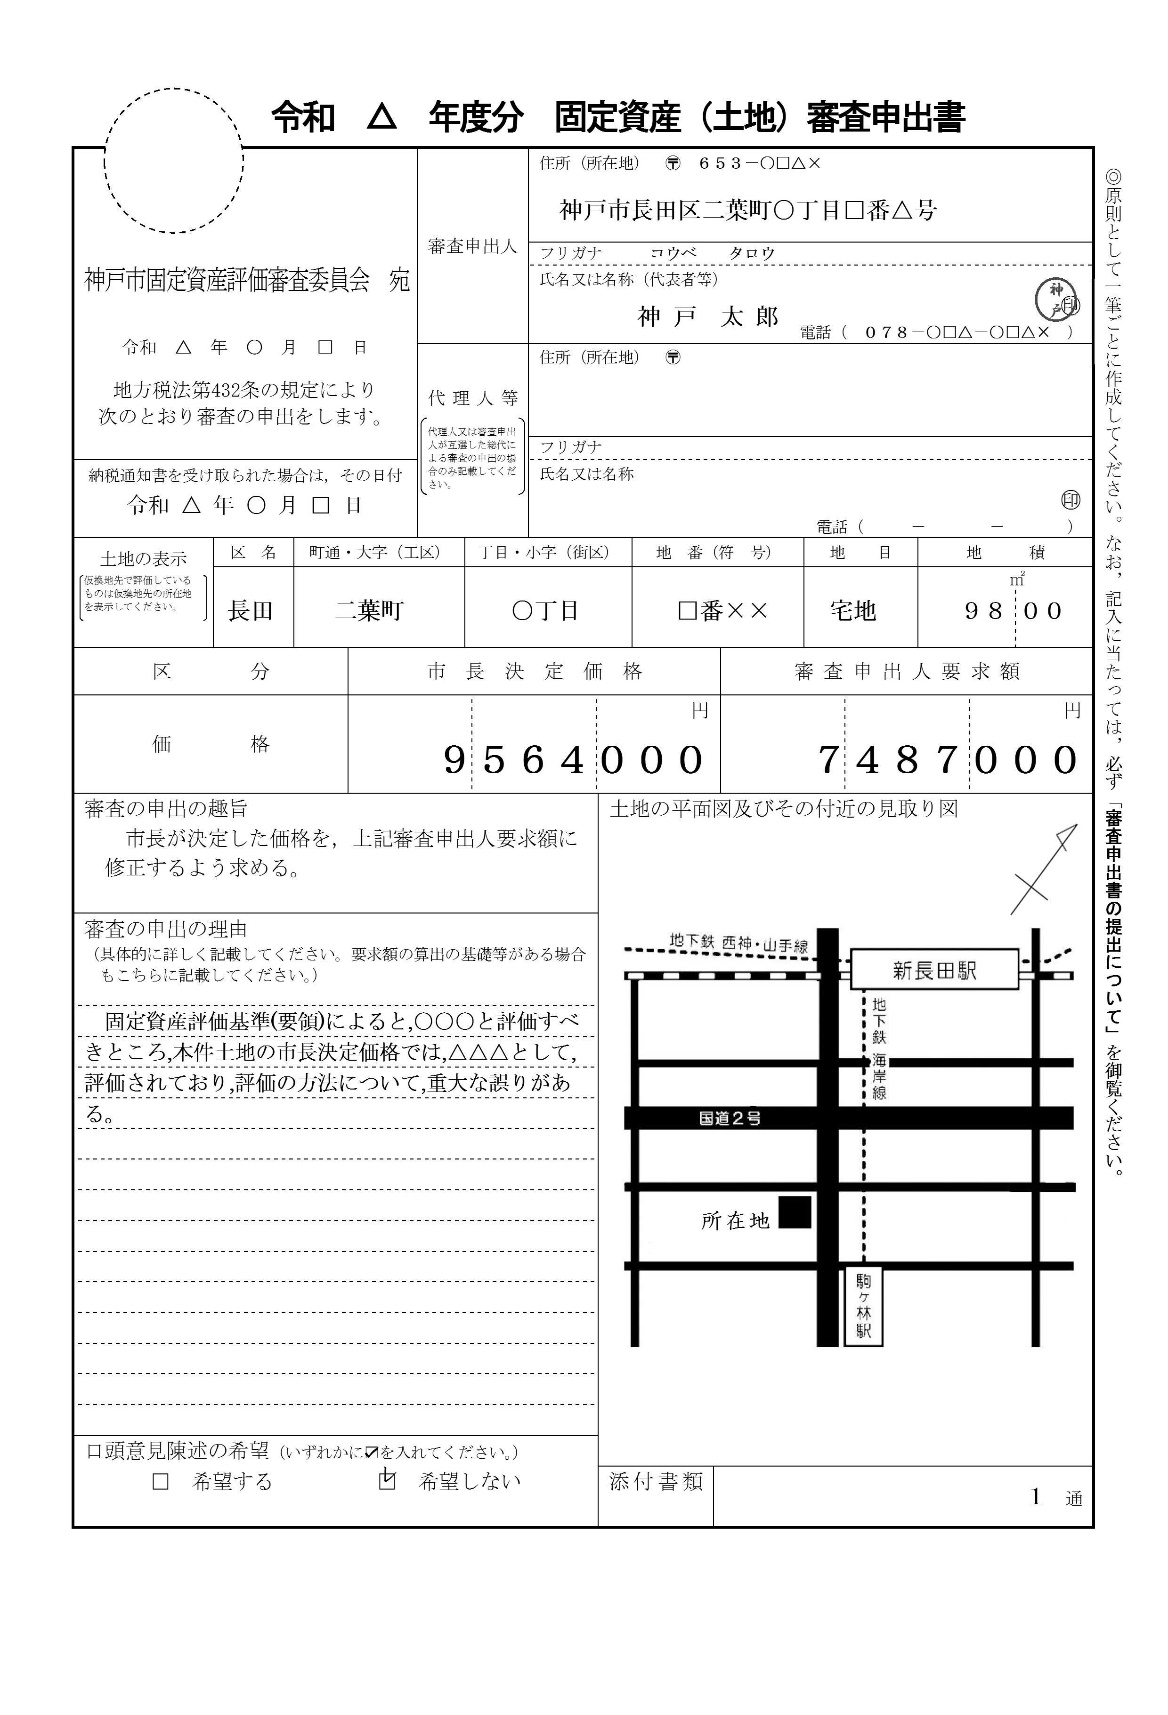 令和　△　年度分　固定資産（土地）審査申出書
神戸市固定資産評価審査委員会　宛
令和　△　年　〇　月　□　日
地方税法第432条の規定により
次のとおり審査の申出をします。
納税通知書を受け取られた場合は，その日付
令和 △ 年 〇 月 □ 日
審査申出人
住所（所在地）　〶　６５３－〇□△×
神戸市長田区二葉町〇丁目□番△号
フリガナ　　コウベ　　タロウ
氏名又は名称（代表者等）
神戸　太郎
神戸
㊞
電話（　０７８－〇□△－〇□△×　）
代理人等
代理人又は審査申出
人が互選した総代に
よる審査の申出の場
合のみ記載してくだ
さい。
住所（所在地）　〶
フリガナ
氏名又は名称
㊞
電話（　　－　　－　　）
土地の表示
仮換地先で評価している
ものは仮換地先の所在地
を表示してください。
区　名　町通・大字（工区）　丁目・小字（街区）　地　番（符　号）　地　目　地　積
㎡
長田　二葉町　〇丁目　□番××　宅地　９８ ００
区　分　市長決定価格　審査申出人要求額
円　円
価　格　9564000　7487000
審査の申出の趣旨
市長が決定した価格を，上記審査申出人要求額に
修正するよう求める。
審査の申出の理由
（具体的に詳しく記載してください。要求額の算出の基礎等がある場合
もこちらに記載してください。）
固定資産評価基準(要領)によると,〇〇〇と評価すべ
きところ,本件土地の市長決定価格では,△△△として,
評価されており,評価の方法について,重大な誤りがあ
る。
口頭意見陳述の希望（いずれかに☑を入れてください。）
□　希望する　　☑　希望しない
土地の平面図及びその付近の見取り図
地下鉄 西神・山手線
新長田駅
地下鉄 海岸線
国道２号
所在地
駒ヶ林駅
添付書類　1　通
◎原則として一筆ごとに作成してください。なお，記入に当たっては，必ず「審査申出書の提出について」を御覧ください。